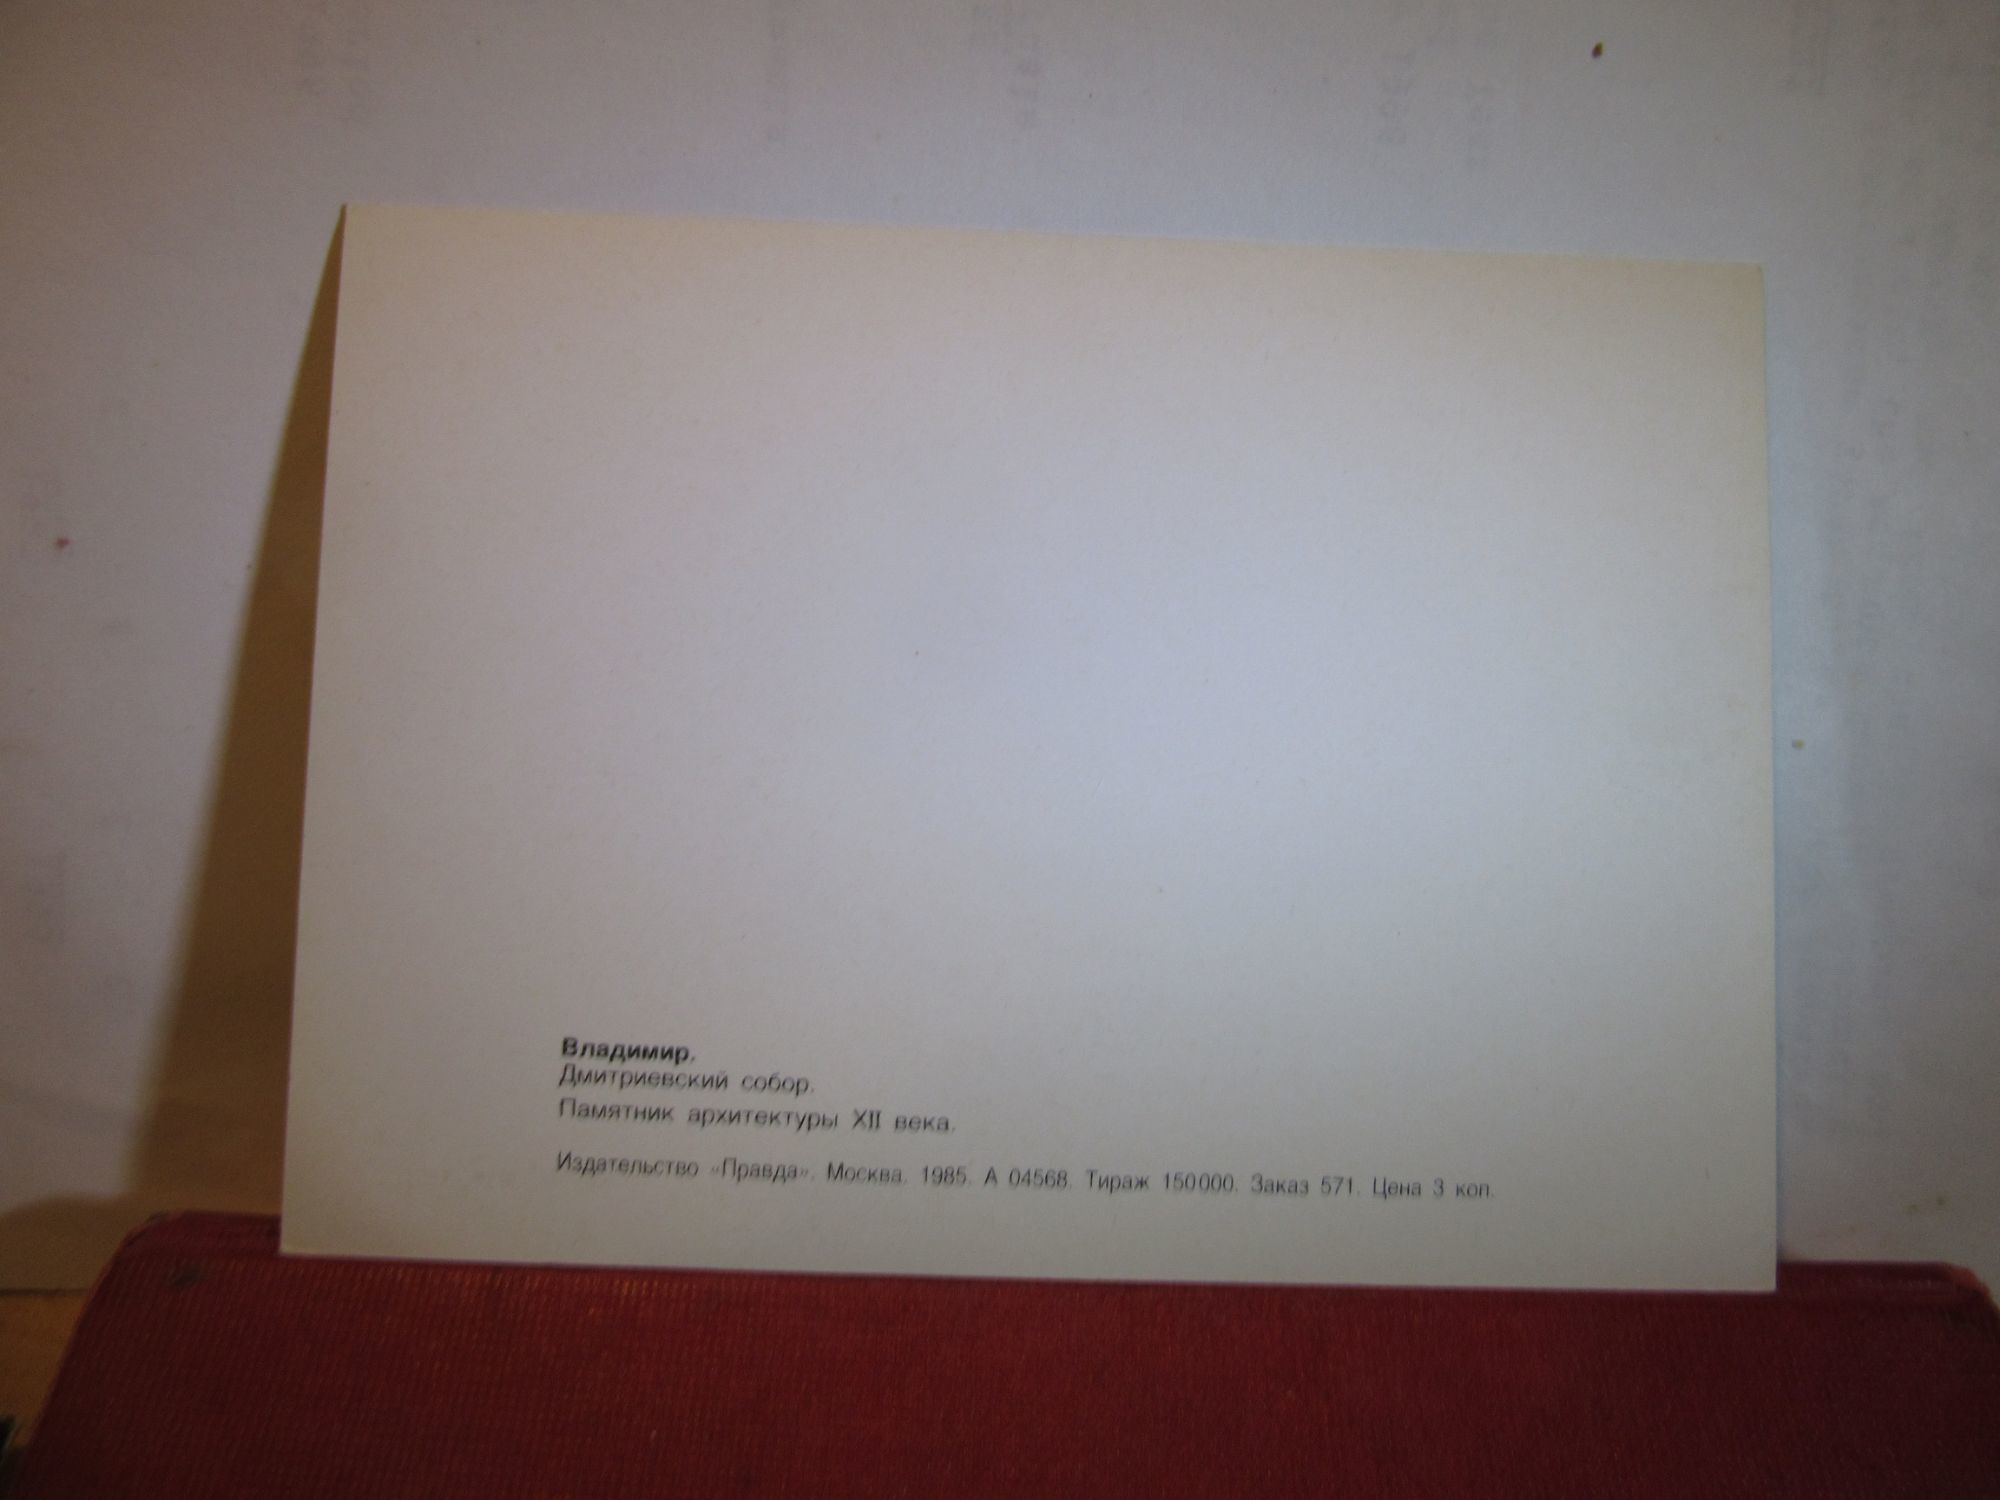 Владимир.
Дмитриевский собор.
Памятник архитектуры XII века.
Издательство «Правда». Москва. 1985. А 04568. Тираж 150000. Заказ 571. Цена 3 коп.